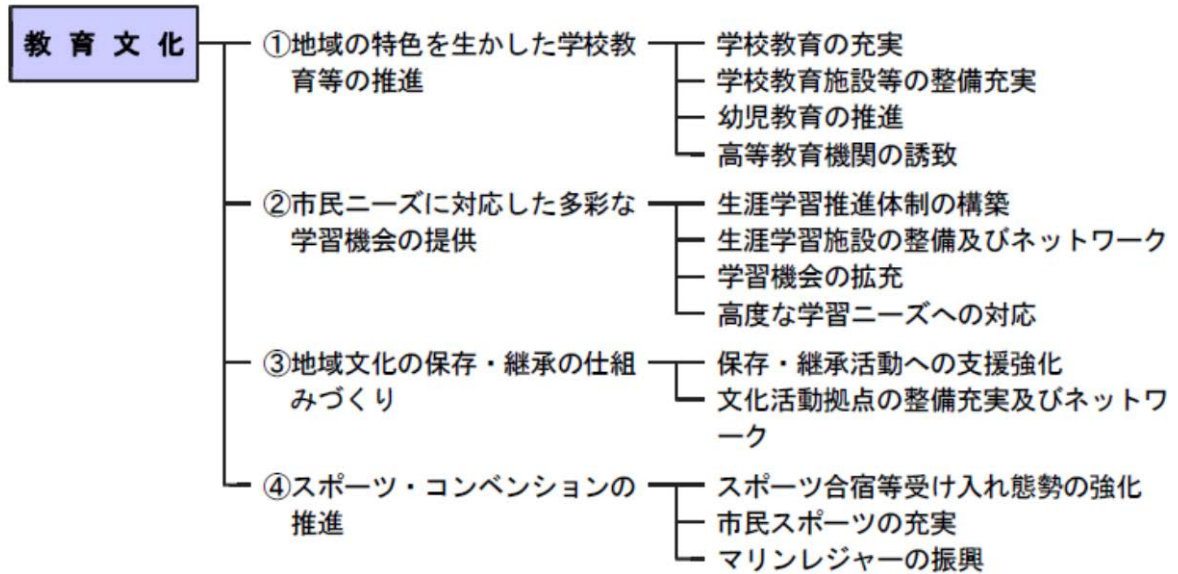 教育文化
①地域の特色を生かした学校教
育等の推進
学校教育の充実
学校教育施設等の整備充実
幼児教育の推進
高等教育機関の誘致
②市民ニーズに対応した多彩な
学習機会の提供
生涯学習推進体制の構築
生涯学習施設の整備及びネットワーク
学習機会の拡充
高度な学習ニーズへの対応
③地域文化の保存・継承の仕組
みづくり
保存・継承活動への支援強化
文化活動拠点の整備充実及びネットワ
ーク
④スポーツ・コンベンションの
推進
スポーツ合宿等受け入れ態勢の強化
市民スポーツの充実
マリンレジャーの振興